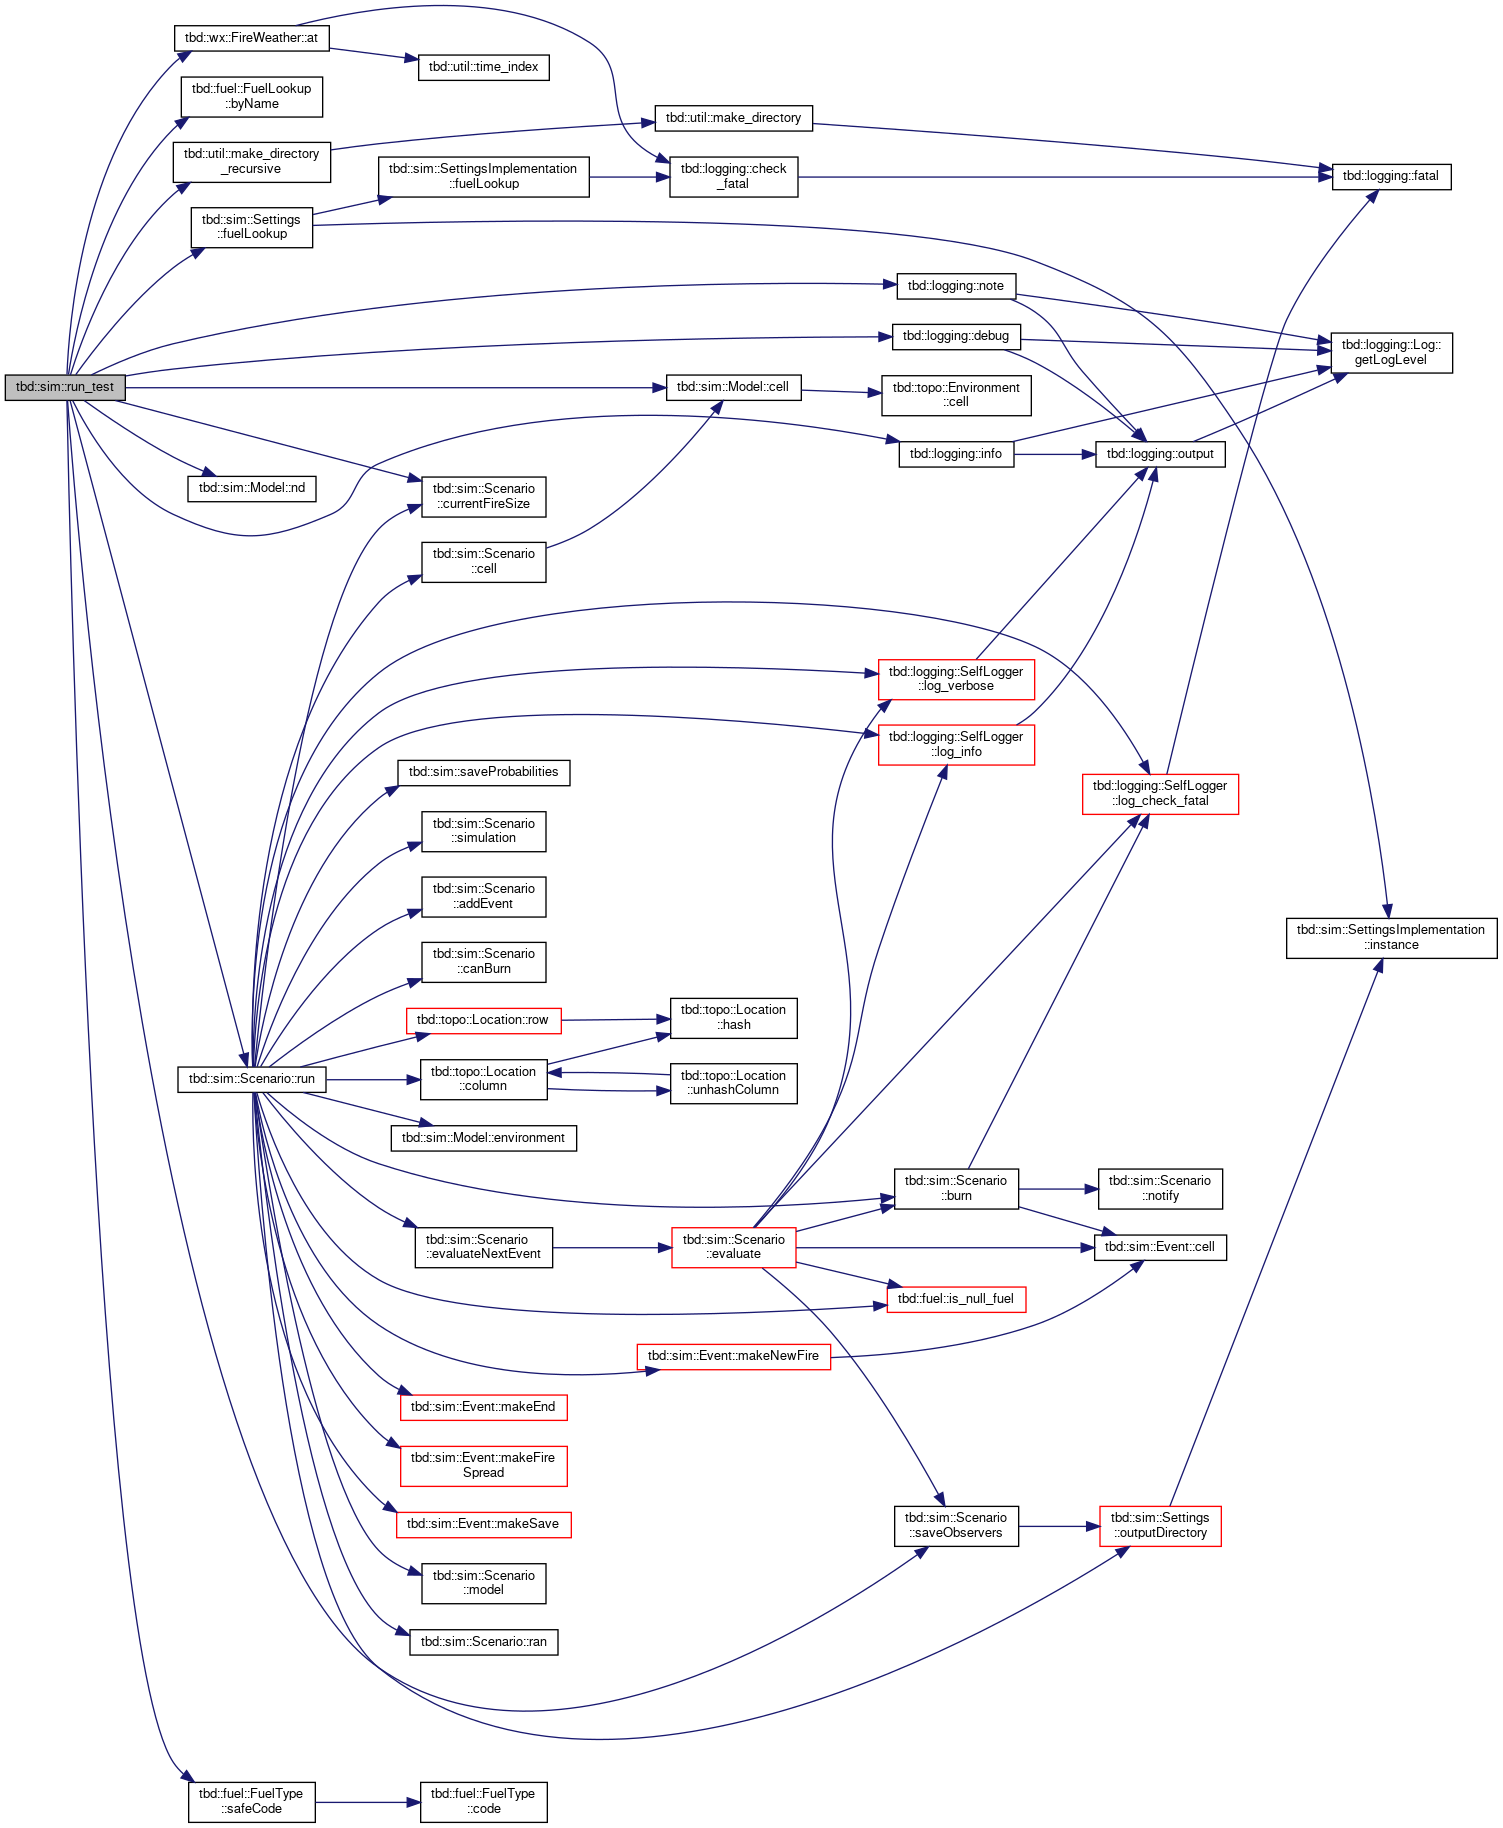 tbd::wx::FireWeather::at
tbd::util::time_index
tbd::fuel::FuelLookup
::byName
tbd::util::make_directory
tbd::util::make_directory
_recursive
tbd::sim::SettingsImplementation
::fuelLookup
tbd::logging::check
_fatal
tbd::logging::fatal
tbd::sim::Settings
::fuelLookup
tbd::logging::note
tbd::logging::debug
tbd::logging::Log::
getLogLevel
tbd::sim::run_test
tbd::sim::Model::cell
tbd::topo::Environment
::cell
tbd::logging::info
tbd::logging::output
tbd::sim::Model::nd
tbd::sim::Scenario
::currentFireSize
tbd::sim::Scenario
::cell
tbd::logging::SelfLogger
::log_verbose
tbd::logging::SelfLogger
::log_info
tbd::sim::saveProbabilities
tbd::logging::SelfLogger
::log_check_fatal
tbd::sim::Scenario
::simulation
tbd::sim::Scenario
::addEvent
tbd::sim::SettingsImplementation
::instance
tbd::sim::Scenario
::canBurn
tbd::topo::Location::row
tbd::topo::Location
::hash
tbd::sim::Scenario::run
tbd::topo::Location
::column
tbd::topo::Location
::unhashColumn
tbd::sim::Model::environment
tbd::sim::Scenario
::burn
tbd::sim::Scenario
::notify
tbd::sim::Scenario
::evaluateNextEvent
tbd::sim::Scenario
::evaluate
tbd::sim::Event::cell
tbd::fuel::is_null_fuel
tbd::sim::Event::makeNewFire
tbd::sim::Event::makeEnd
tbd::sim::Event::makeFire
Spread
tbd::sim::Event::makeSave
tbd::sim::Scenario
::saveObservers
tbd::sim::Settings
::outputDirectory
tbd::sim::Scenario
::model
tbd::sim::Scenario::ran
tbd::fuel::FuelType
::safeCode
tbd::fuel::FuelType
::code